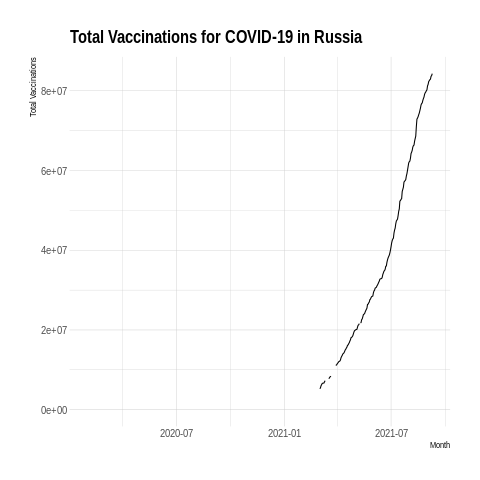 Total Vaccinations for COVID-19 in Russia
Total Vaccinations
8e+07
6e+07
4e+07
2e+07
0e+00
2020-07
2021-01
2021-07
Month